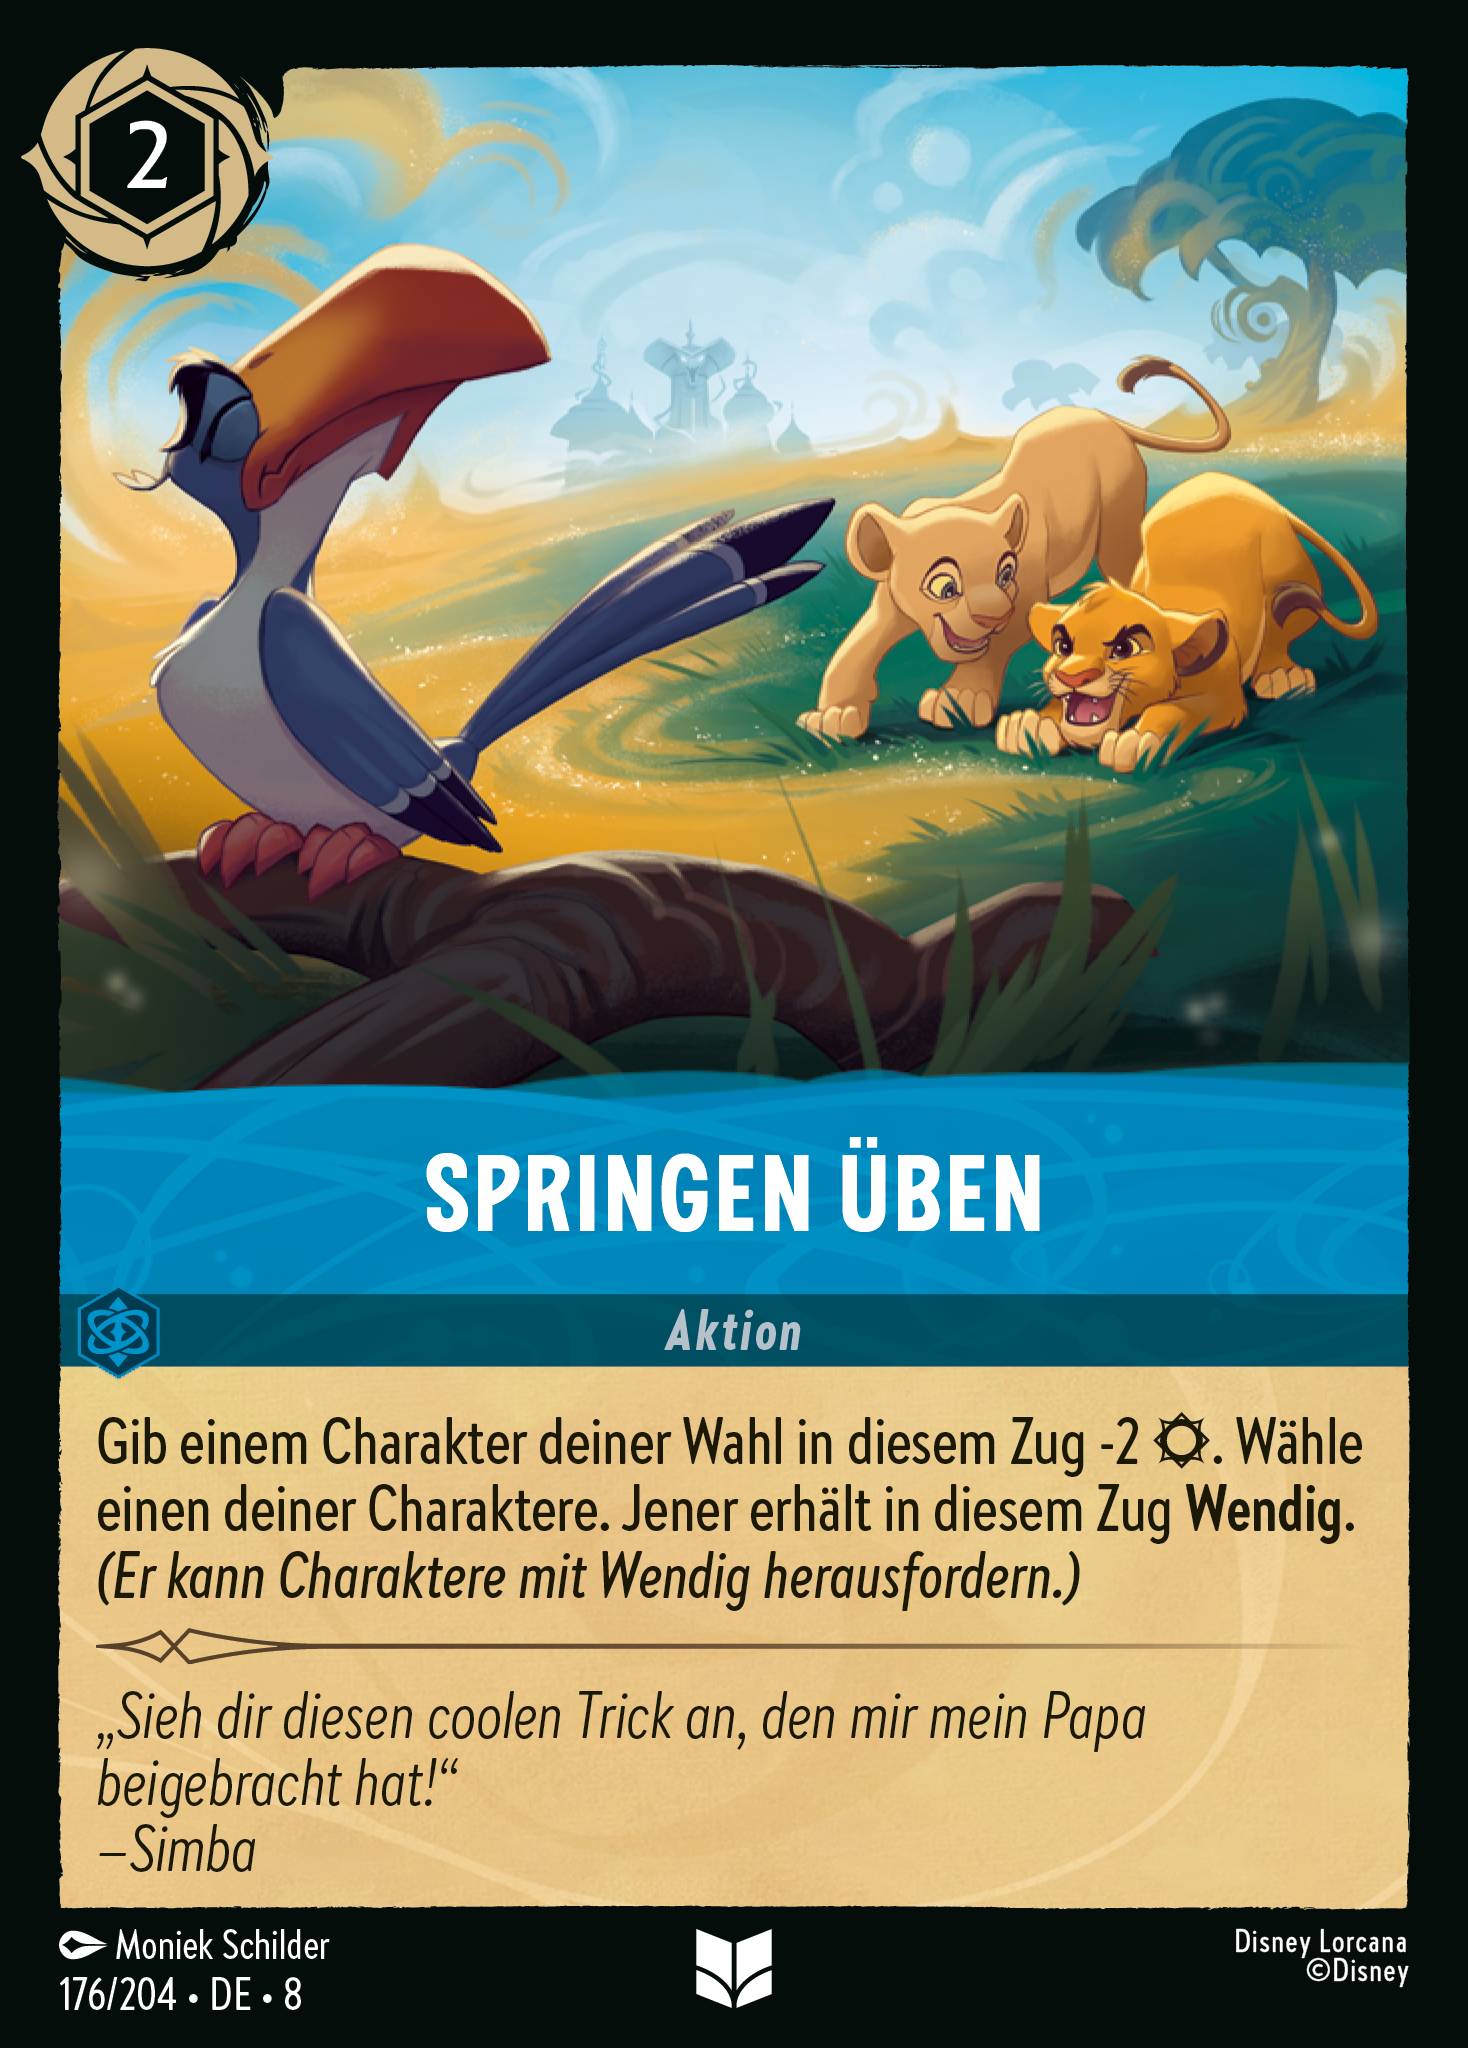 2
SPRINGEN ÜBEN
Aktion
Gib einem Charakter deiner Wahl in diesem Zug -2 . Wähle
einen deiner Charaktere. Jener erhält in diesem Zug Wendig.
(Er kann Charaktere mit Wendig herausfordern.)
„Sieh dir diesen coolen Trick an, den mir mein Papa
beigebracht hat!“
–Simba
Moniek Schilder
176/204 • DE • 8
Disney Lorcana
©Disney